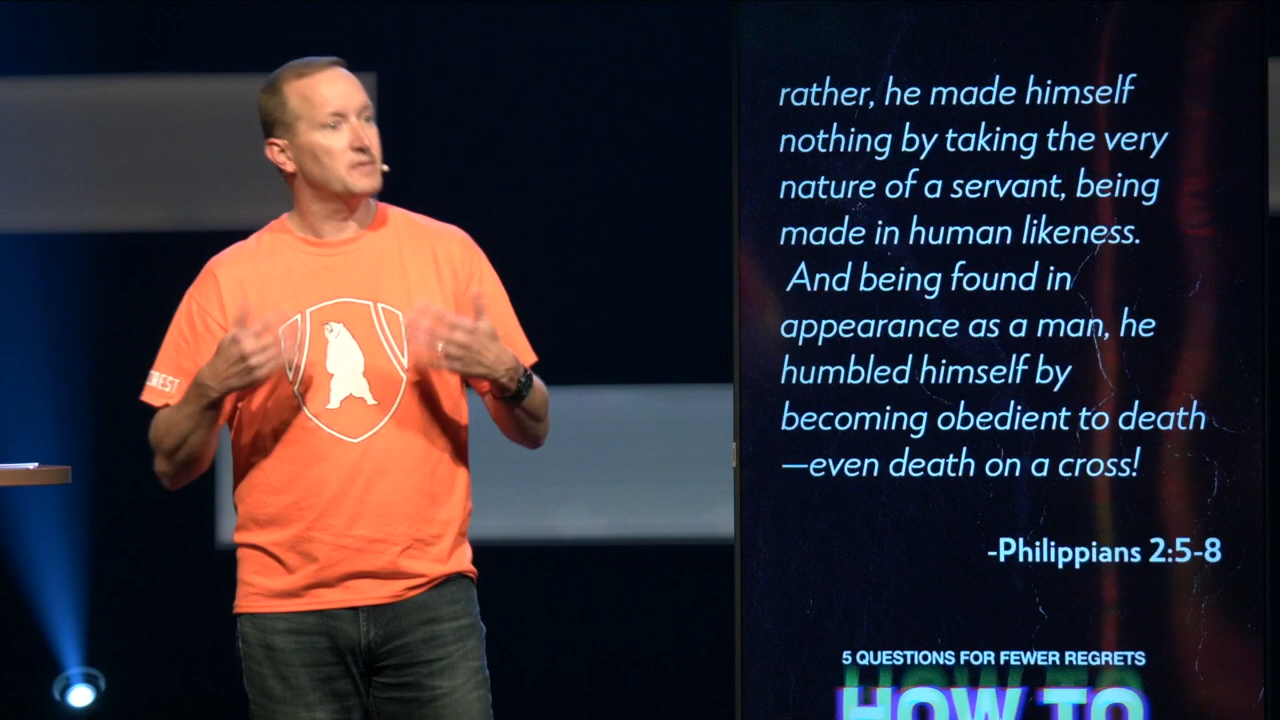 rather, he made himself
nothing by taking the very
nature of a servant, being
made in human likeness.
And being found in
appearance as a man, he
humbled himself by
becoming obedient to death
—even death on a cross!
-Philippians 2:5-8
5 QUESTIONS FOR FEWER REGRETS
HOW TO